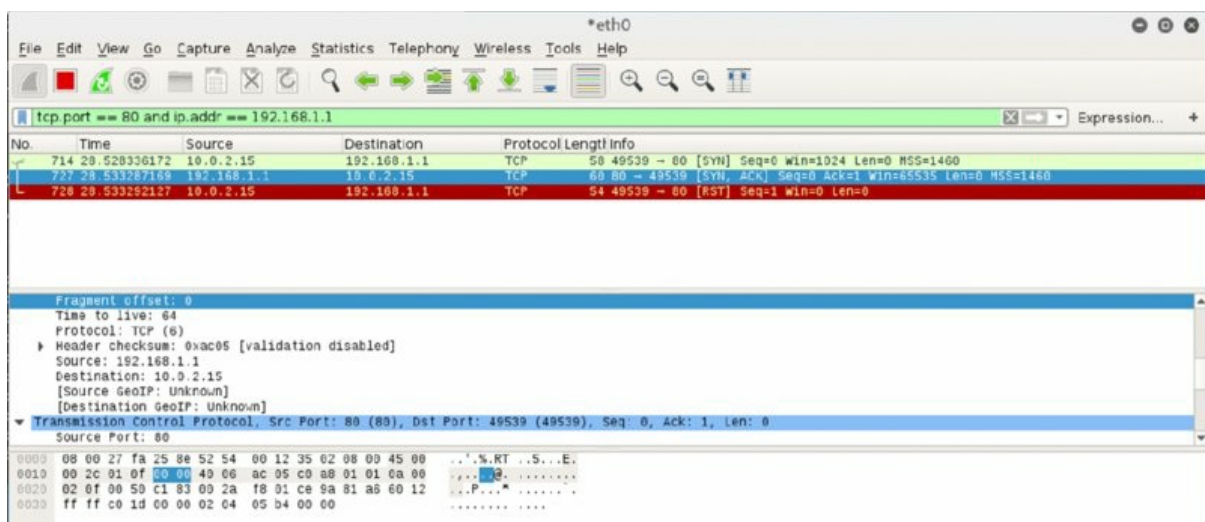 *eth0
File Edit View Go Capture Analyze Statistics Telephony Wireless Tools Help
tcp.port == 80 and ip.addr == 192.168.1.1 Expression... +
No. Time Source Destination Protocol Length Info
714 28.528336172 10.0.2.15 192.168.1.1 TCP 58 49539 → 80 [SYN] Seq=0 Win=1024 Len=0 MSS=1460
727 28.533287169 192.168.1.1 10.0.2.15 TCP 60 80 → 49539 [SYN, ACK] Seq=0 Ack=1 Win=65535 Len=0 MSS=1460
728 28.533292127 10.0.2.15 192.168.1.1 TCP 54 49539 → 80 [RST] Seq=1 Win=0 Len=0
Fragment offset: 0
Time to live: 64
Protocol: TCP (6)
Header checksum: 0xac05 [validation disabled]
Source: 192.168.1.1
Destination: 10.0.2.15
[Source GeoIP: Unknown]
[Destination GeoIP: Unknown]
Transmission Control Protocol, Src Port: 80 (80), Dst Port: 49539 (49539), Seq: 0, Ack: 1, Len: 0
Source Port: 80
0000 08 00 27 fa 25 8e 52 54 00 12 35 02 08 00 45 00 ..'.%.RT ..5...E.
0010 00 2c 01 0f 00 00 40 06 ac 05 c0 a8 01 01 0a 00 .,....@. ........
0020 02 0f 00 50 c1 83 00 2a f8 01 ce 9a 81 a6 60 12 ...P...* ......`.
0030 ff ff c0 1d 00 00 02 04 05 b4 00 00 ........ ....